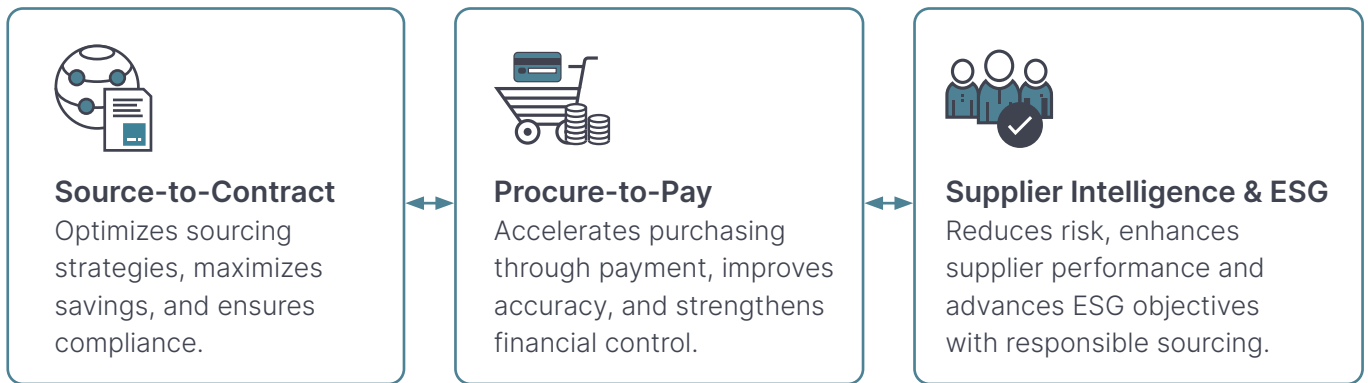 Source-to-Contract
Optimizes sourcing
strategies, maximizes
savings, and ensures
compliance.
Procure-to-Pay
Accelerates purchasing
through payment, improves
accuracy, and strengthens
financial control.
Supplier Intelligence & ESG
Reduces risk, enhances
supplier performance and
advances ESG objectives
with responsible sourcing.